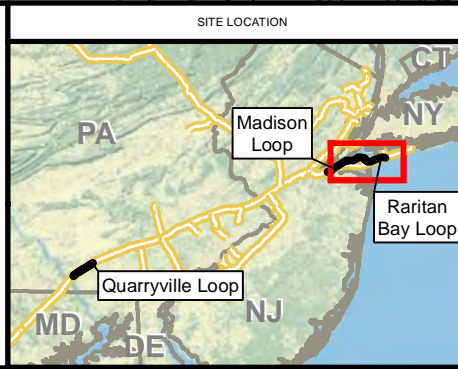 SITE LOCATION
CT
NY
PA
Madison
Loop
Raritan
Bay Loop
Quarryville Loop
NJ
MD
DE